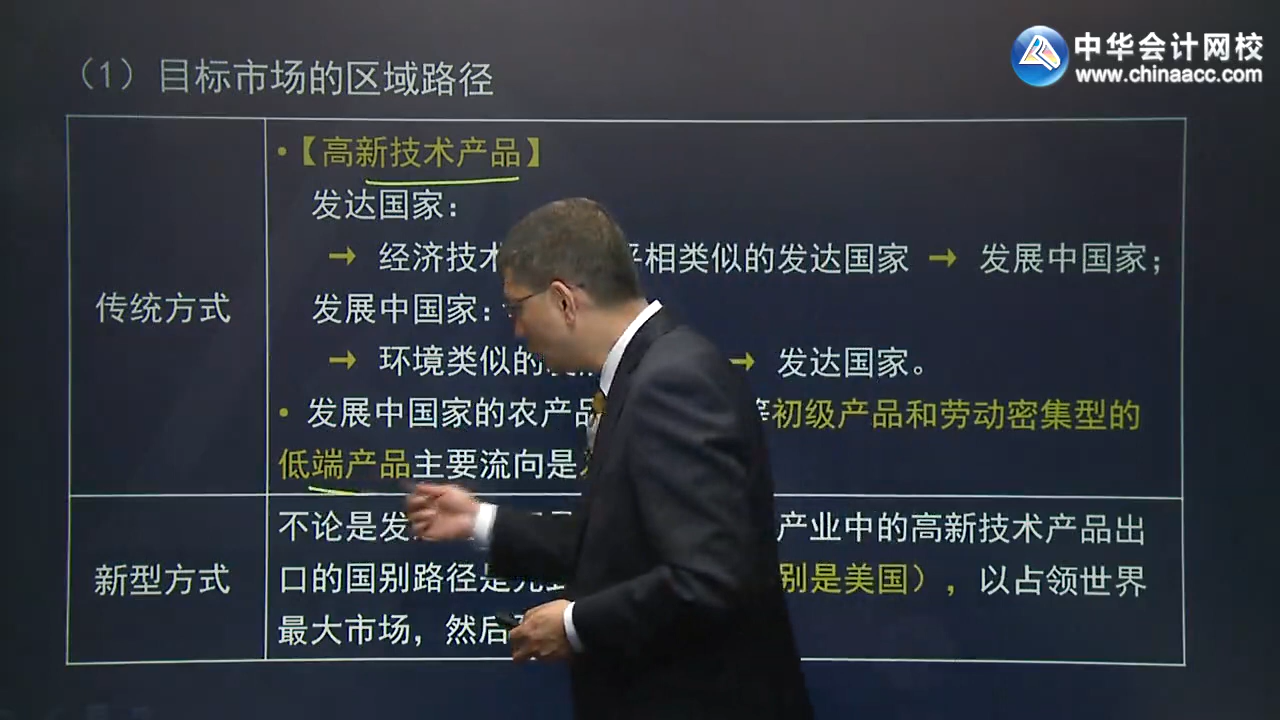 中华会计网校
www.chinaacc.com
(1) 目标市场的区域路径
传统方式
•【高新技术产品】
发达国家：
→ 经济技术 平相类似的发达国家 → 发展中国家；
发展中国家：
→ 环境类似的 → 发达国家。
• 发展中国家的农产品 等初级产品和劳动密集型的
低端产品主要流向是
新型方式
不论是发 产业中的高新技术产品出
口的国别路径是先 别是美国），以占领世界
最大市场，然后